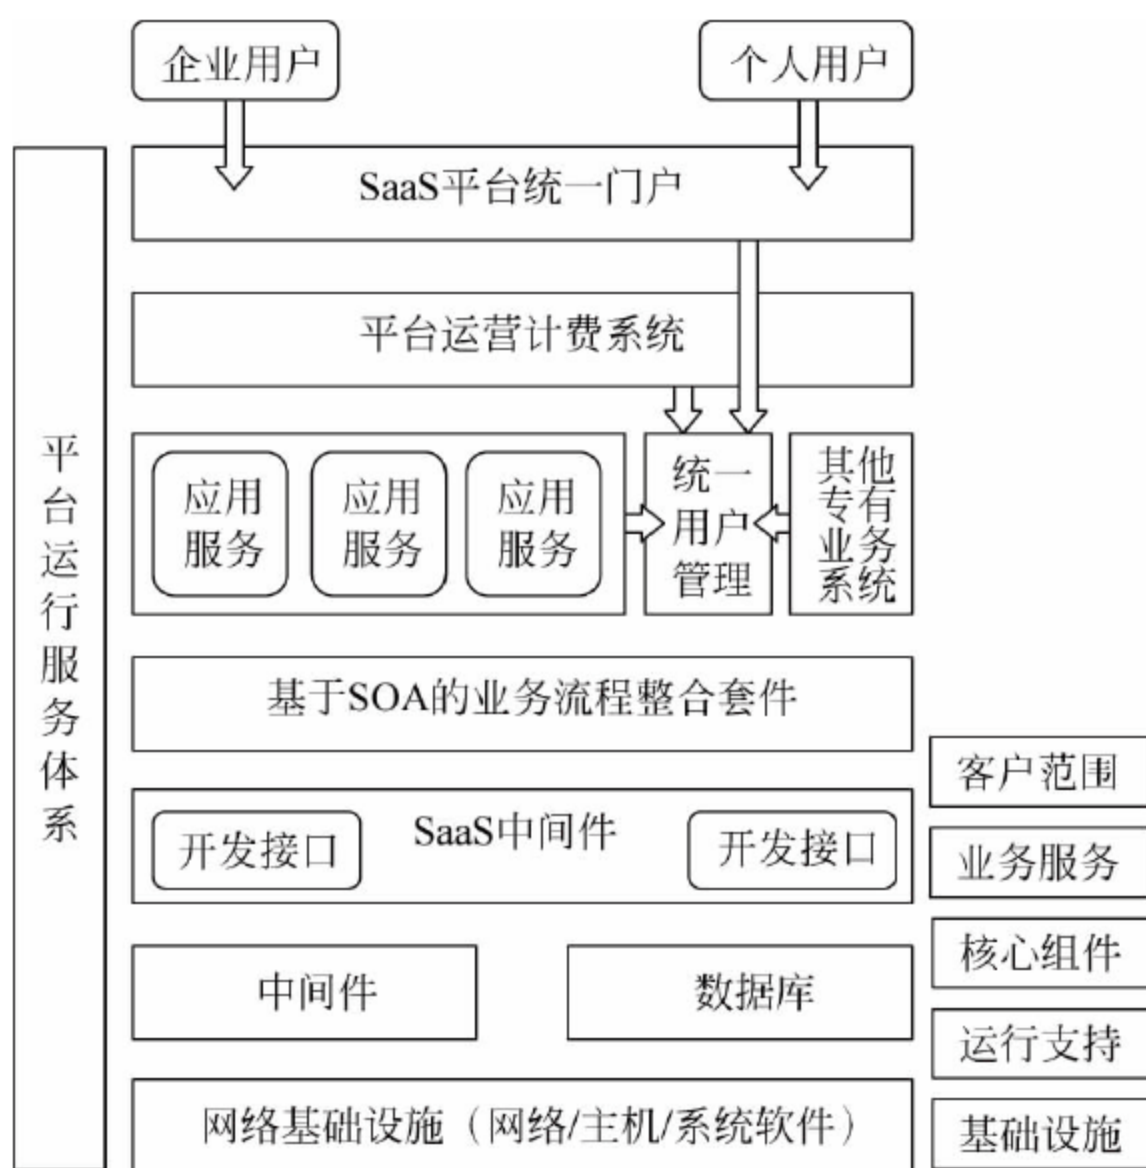 企业用户
个人用户
SaaS平台统一门户
平台运营计费系统
应用
服务
应用
服务
应用
服务
统一
用户
管理
其他
专有
业务
系统
平台运行服务体系
基于SOA的业务流程整合套件
客户范围
开发接口
SaaS中间件
开发接口
业务服务
中间件
数据库
核心组件
运行支持
网络基础设施（网络/主机/系统软件）
基础设施